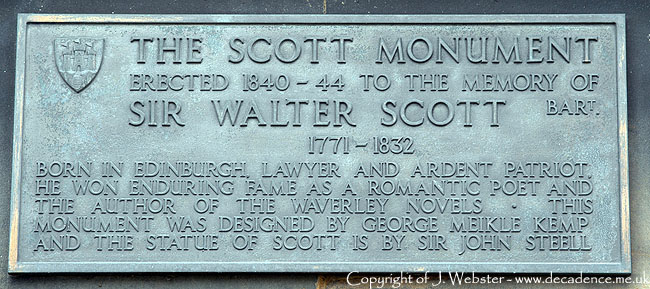 THE SCOTT MONUMENT
ERECTED 1840-44 TO THE MEMORY OF
SIR WALTER SCOTT BART.
1771-1832
BORN IN EDINBURGH, LAWYER AND ARDENT PATRIOT,
HE WON ENDURING FAME AS A ROMANTIC POET AND
THE AUTHOR OF THE WAVERLEY NOVELS · THIS
MONUMENT WAS DESIGNED BY GEORGE MEIKLE KEMP
AND THE STATUE OF SCOTT IS BY SIR JOHN STEELL
Copyright of J. Webster - www.decadence.me.uk